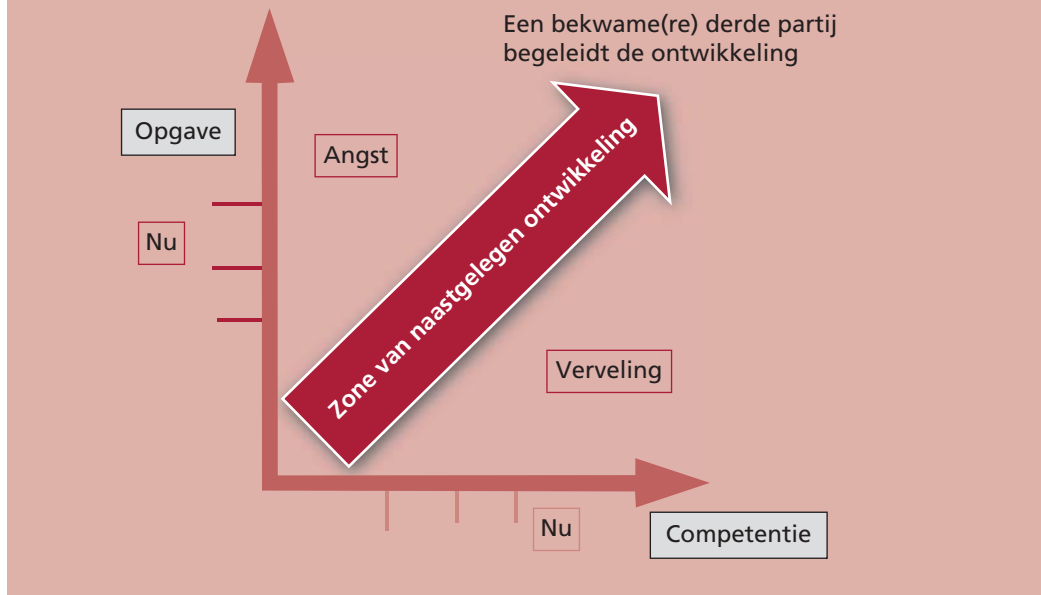 Een bekwame(re) derde partij
begeleidt de ontwikkeling
Opgave
Angst
Nu
Zone van naastgelegen ontwikkeling
Verveling
Nu
Competentie